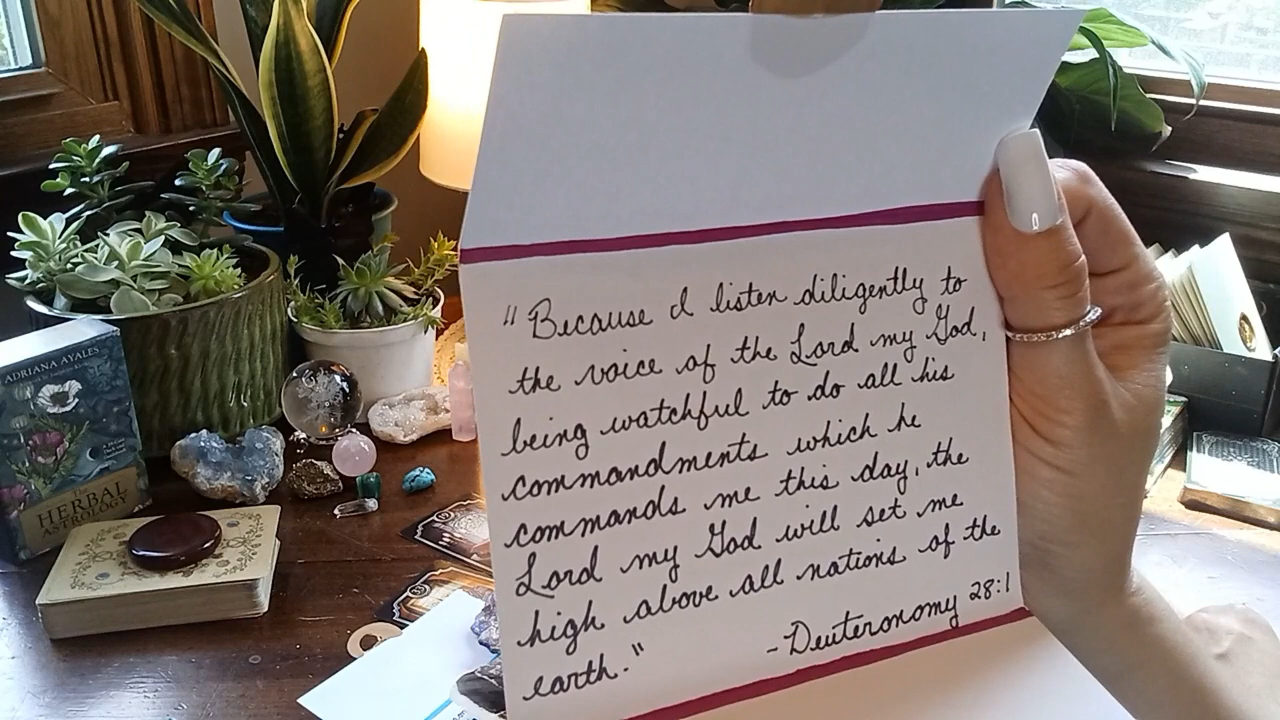 "Because I listen diligently to
the voice of the Lord my God,
being watchful to do all his
commandments which he
commands me this day, the
Lord my God will set me
high above all nations of the
earth."
-Deuteronomy 28:1
ADRIANA AYALES
The
HERBAL
ASTROLOGY